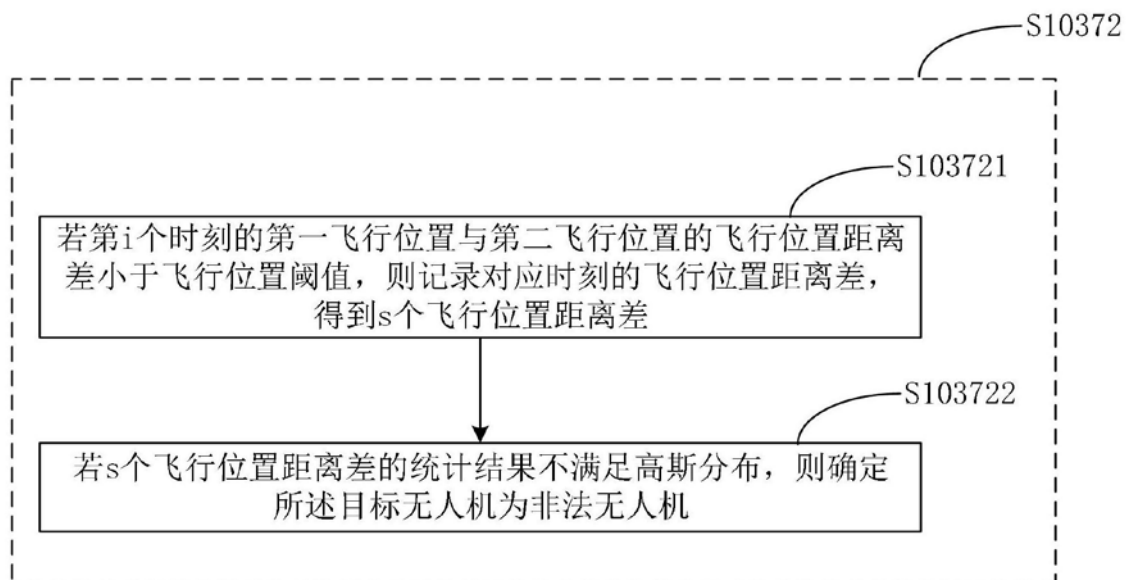 S10372
S103721
若第i个时刻的第一飞行位置与第二飞行位置的飞行位置距离
差小于飞行位置阈值，则记录对应时刻的飞行位置距离差，
得到s个飞行位置距离差
S103722
若s个飞行位置距离差的统计结果不满足高斯分布，则确定
所述目标无人机为非法无人机